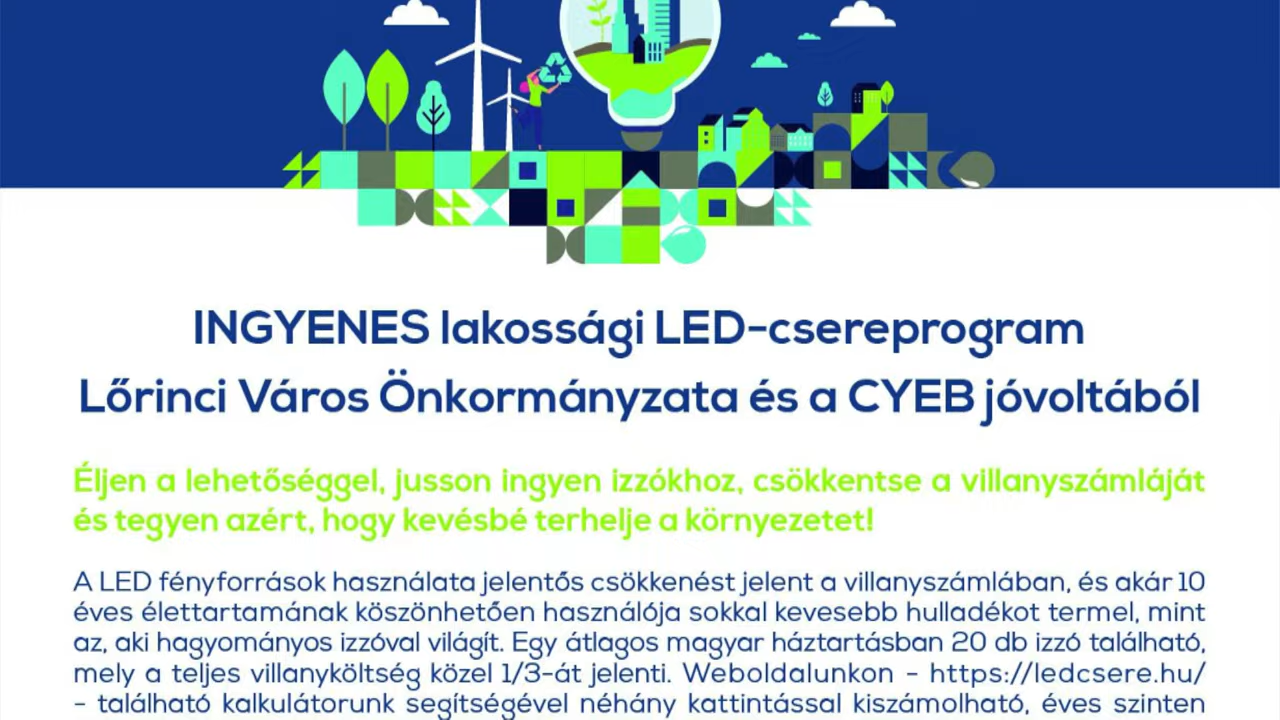 INGYENES lakossági LED-csereprogram
Lőrinci Város Önkormányzata és a CYEB jóvoltából
Éljen a lehetőséggel, jusson ingyen izzókhoz, csökkentse a villanyszámláját
és tegyen azért, hogy kevésbé terhelje a környezetet!
A LED fényforrások használata jelentős csökkenést jelent a villanyszámlában, és akár 10
éves élettartamának köszönhetően használója sokkal kevesebb hulladékot termel, mint
az, aki hagyományos izzóval világít. Egy átlagos magyar háztartásban 20 db izzó található,
mely a teljes villanyköltség közel 1/3-át jelenti. Weboldalunkon - https://ledcsere.hu/
- található kalkulátorunk segítségével néhány kattintással kiszámolható, éves szinten